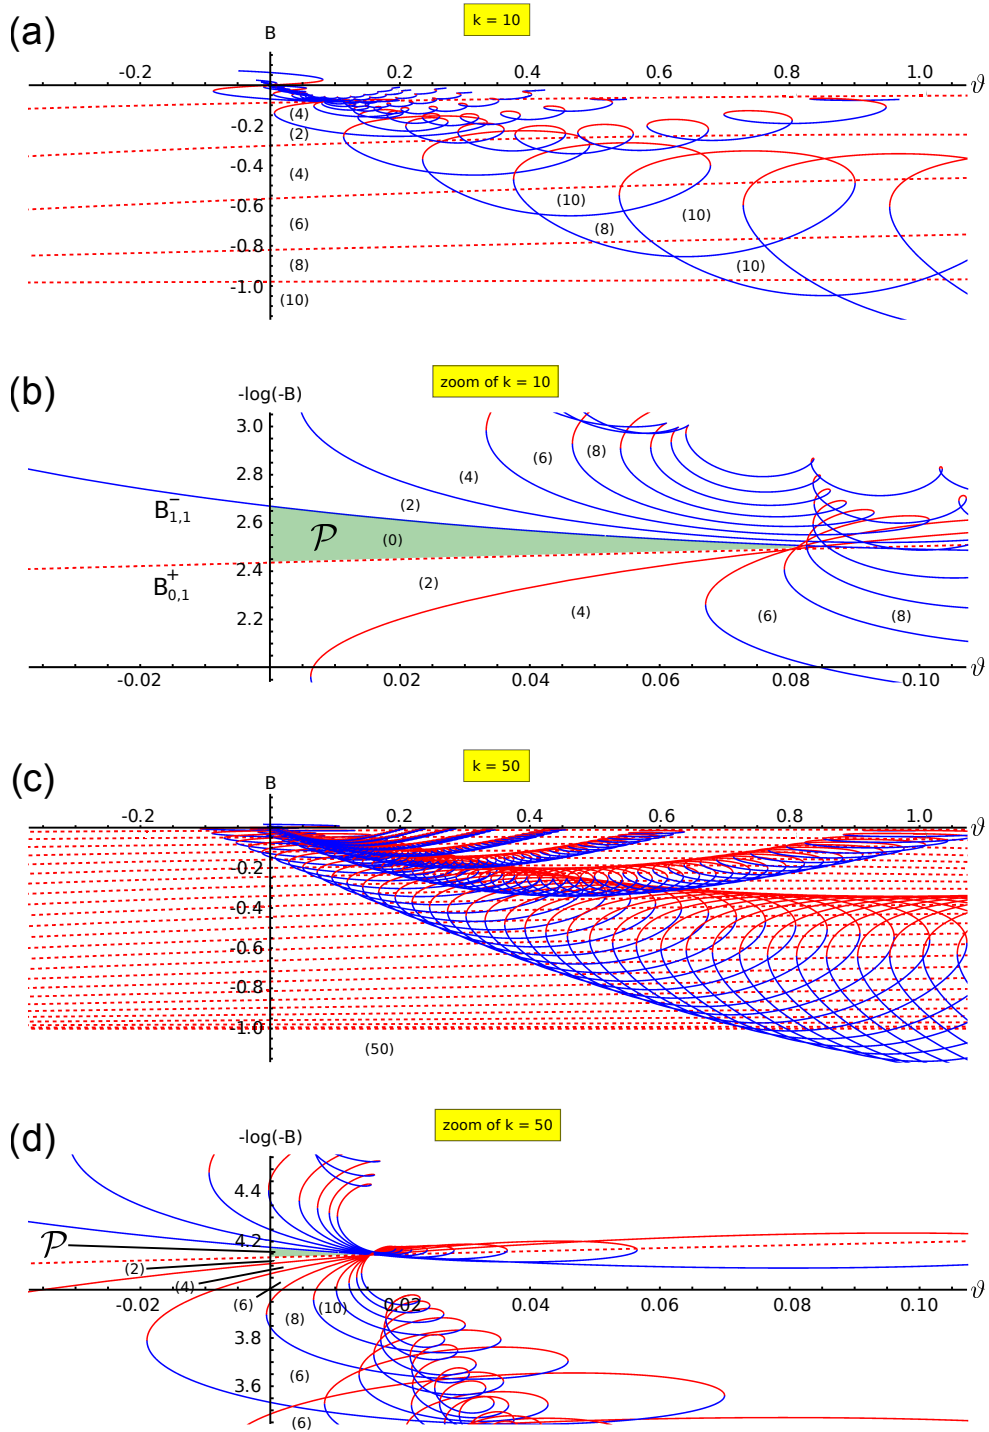 (a)
k = 10
B
-0.2 0.2 0.4 0.6 0.8 1.0 ϑ
(4)
-0.2
(2)
-0.4 (4)
-0.6 (10)
(6) (10)
(8)
-0.8
(8) (10)
-1.0
(10)
(b)
zoom of k = 10
-log(-B)
3.0
(6) (8)
2.8 (4)
(2)
B⁻1,1
2.6
𝒫 (0)
2.4
B⁺0,1 (2)
(4)
2.2 (6) (8)
-0.02 0.02 0.04 0.06 0.08 0.10 ϑ
(c)
k = 50
B
-0.2 0.2 0.4 0.6 0.8 1.0 ϑ
-0.2
-0.4
-0.6
-0.8
-1.0
(50)
(d)
zoom of k = 50
-log(-B)
4.4
𝒫 4.2
(2)
(4)
-0.02 (6) (10) 0.02 0.04 0.06 0.08 0.10 ϑ
(8)
3.8
(6)
3.6
(6)